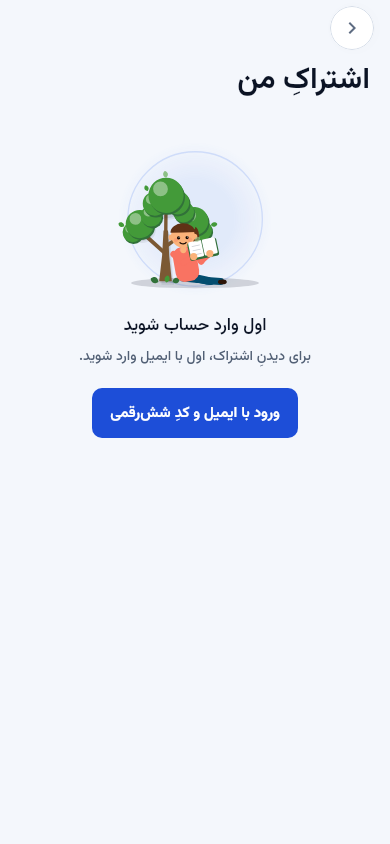 اشتراکِ من
اول وارد حساب شوید
برای دیدنِ اشتراک، اول با ایمیل وارد شوید.
ورود با ایمیل و کدِ شش‌رقمی